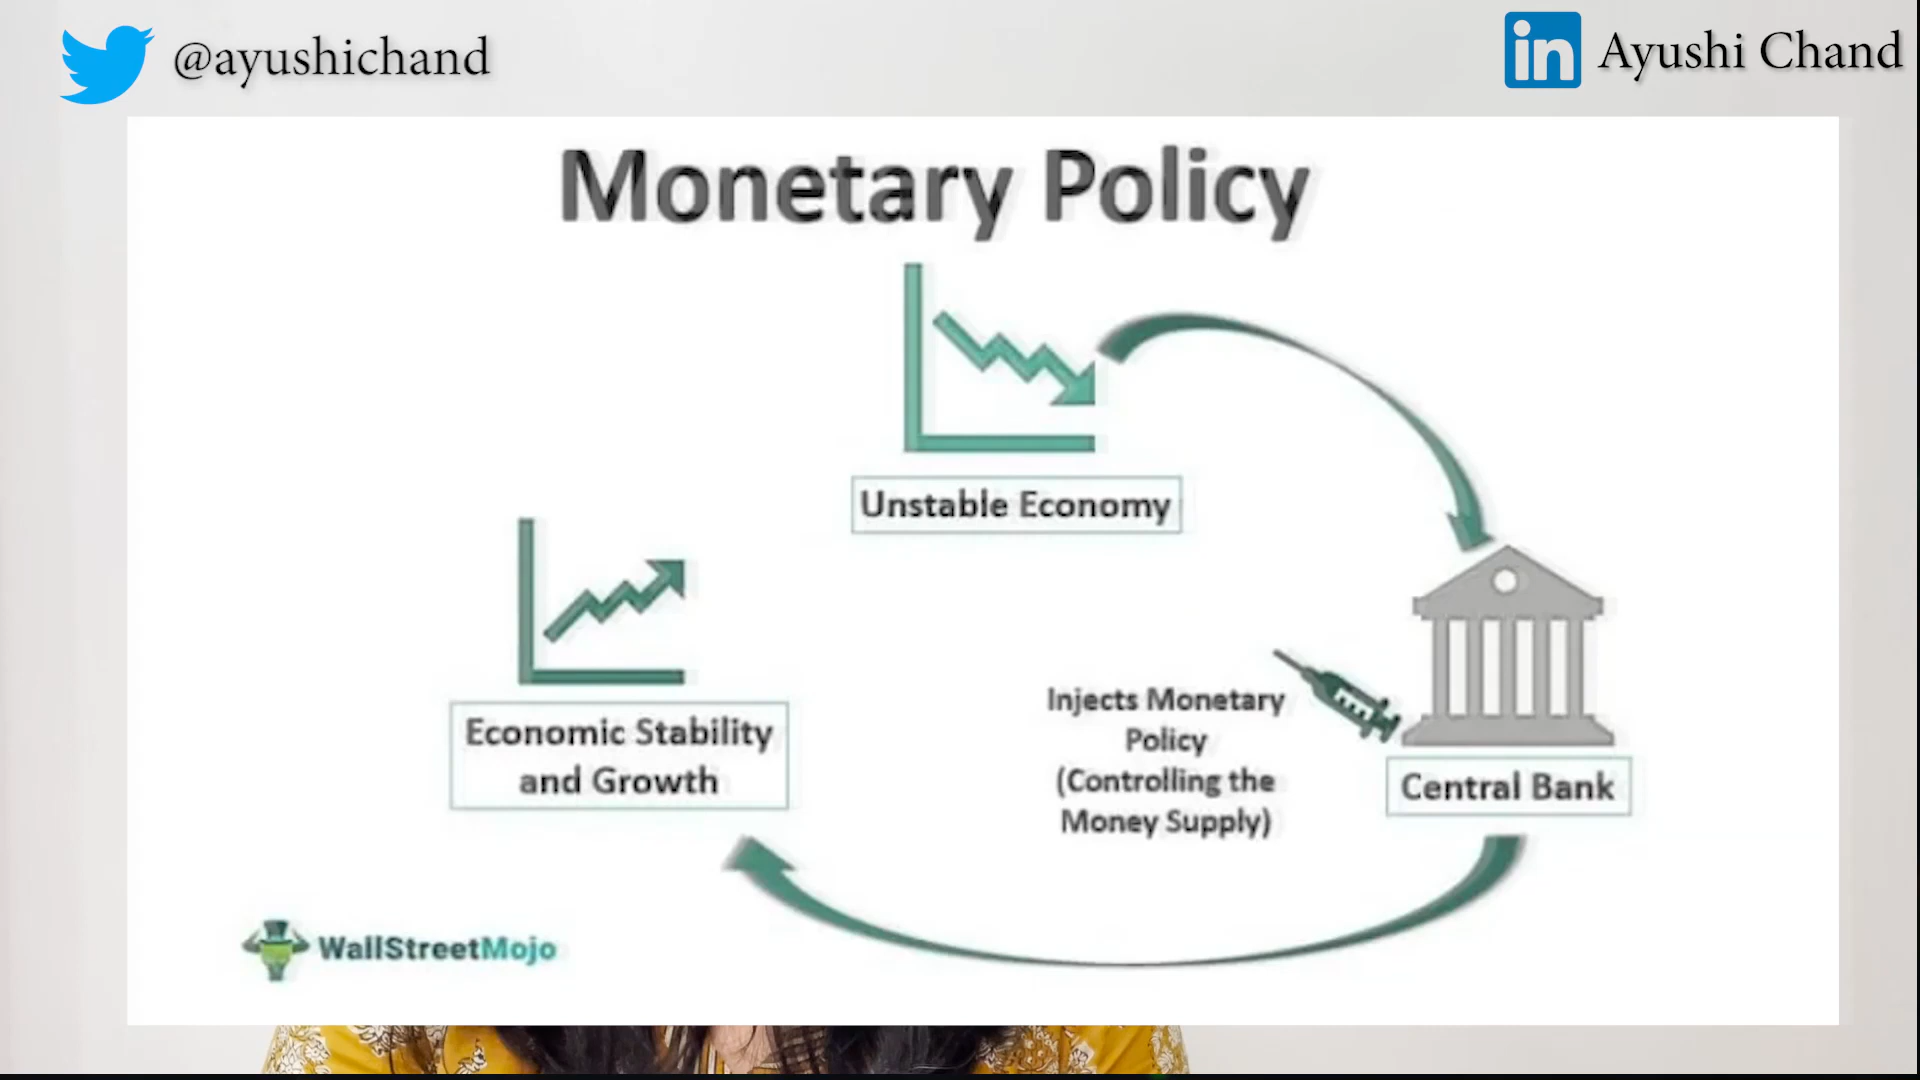 @ayushichand
in Ayushi Chand
Monetary Policy
Unstable Economy
Economic Stability
and Growth
Injects Monetary
Policy
(Controlling the
Money Supply)
Central Bank
WallStreetMojo